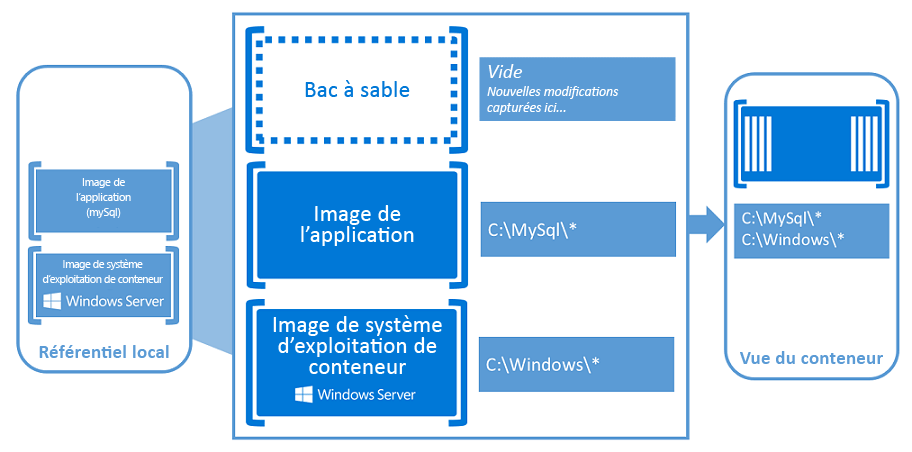 Image de
l'application
(mySql)
Image de système
d'exploitation de conteneur
Windows Server
Référentiel local
Bac à sable
Vide
Nouvelles modifications
capturées ici...
Image de
l'application
C:\MySql\*
Image de système
d'exploitation de
conteneur
Windows Server
C:\Windows\*
C:\MySql\*
C:\Windows\*
Vue du conteneur